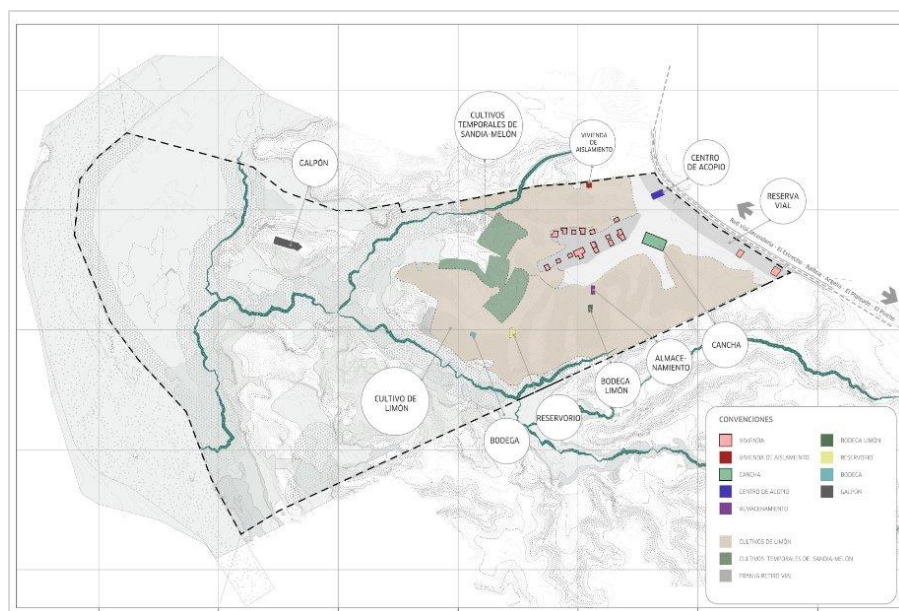 CULTIVOS
TEMPORALES DE
SANDIA-MELÓN
VIVIENDA
DE
AISLAMIENTO
GALPÓN
CENTRO
DE ACOPIO
RESERVA
VIAL
CANCHA
ALMACE-
NAMIENTO
BODEGA
LIMÓN
RESERVORIO
BODEGA
CULTIVO DE
LIMÓN
CONVENCIONES
VIVIENDA
VIVIENDA DE AISLAMIENTO
CANCHA
CENTRO DE ACOPIO
ALMACENAMIENTO
BODEGA LIMÓN
RESERVORIO
BODEGA
GALPÓN
CULTIVOS DE LIMÓN
CULTIVOS TEMPORALES DE SANDIA-MELON
FRANJA RETIRO VIAL